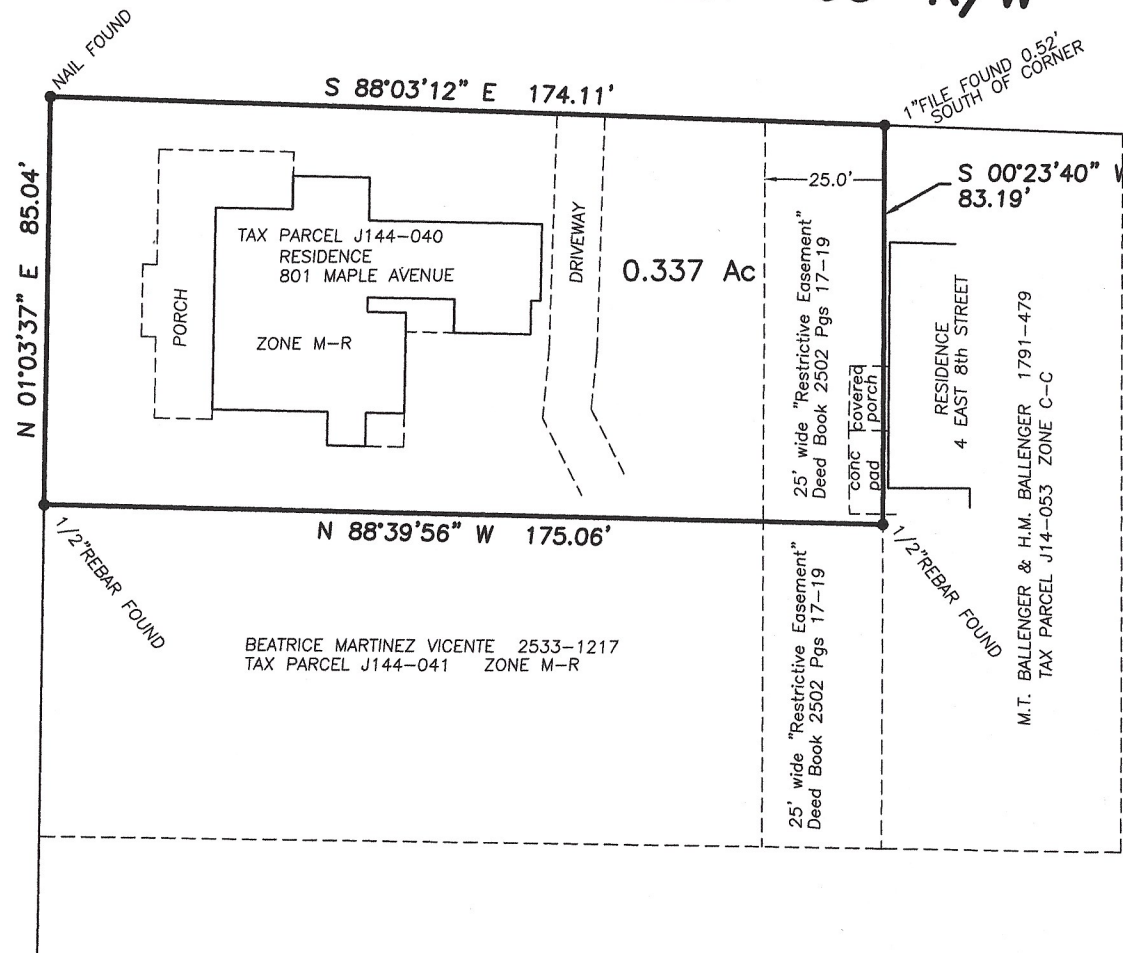 R/W
NAIL FOUND
S 88°03'12" E 174.11'
1"FILE FOUND 0.52'
SOUTH OF CORNER
S 00°23'40" W
83.19'
25.0'
N 01°03'37" E 85.04'
TAX PARCEL J144-040
RESIDENCE
801 MAPLE AVENUE
PORCH
ZONE M-R
DRIVEWAY
0.337 Ac
25' wide "Restrictive Easement"
Deed Book 2502 Pgs 17-19
covered
porch
conc
pad
RESIDENCE
4 EAST 8th STREET
M.T. BALLENGER & H.M. BALLENGER 1791-479
TAX PARCEL J14-053 ZONE C-C
N 88°39'56" W 175.06'
1/2"REBAR FOUND
1/2"REBAR FOUND
25' wide "Restrictive Easement"
Deed Book 2502 Pgs 17-19
BEATRICE MARTINEZ VICENTE 2533-1217
TAX PARCEL J144-041 ZONE M-R